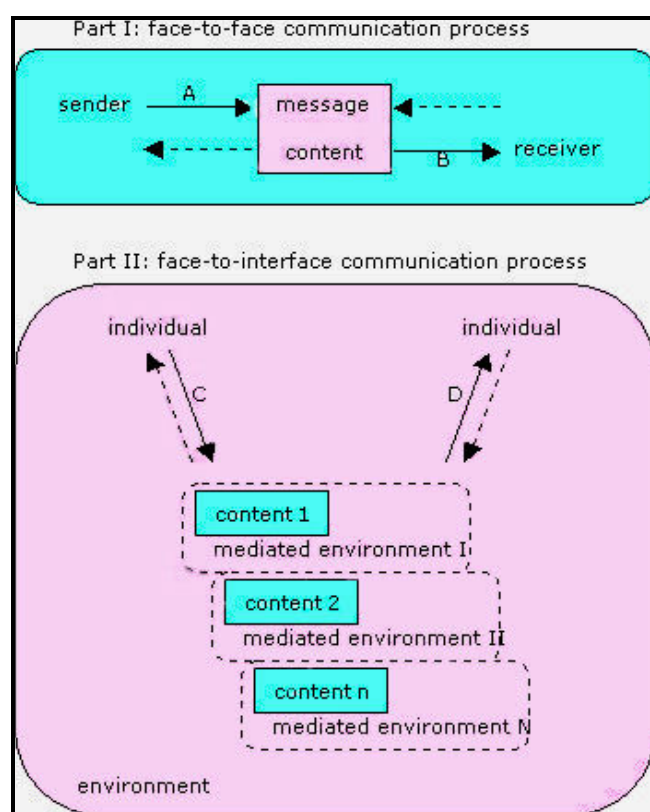 Part I: face-to-face communication process
sender
A
message
content
B
receiver
Part II: face-to-interface communication process
individual
individual
C
D
content 1
mediated environment I
content 2
mediated environment II
content n
mediated environment N
environment